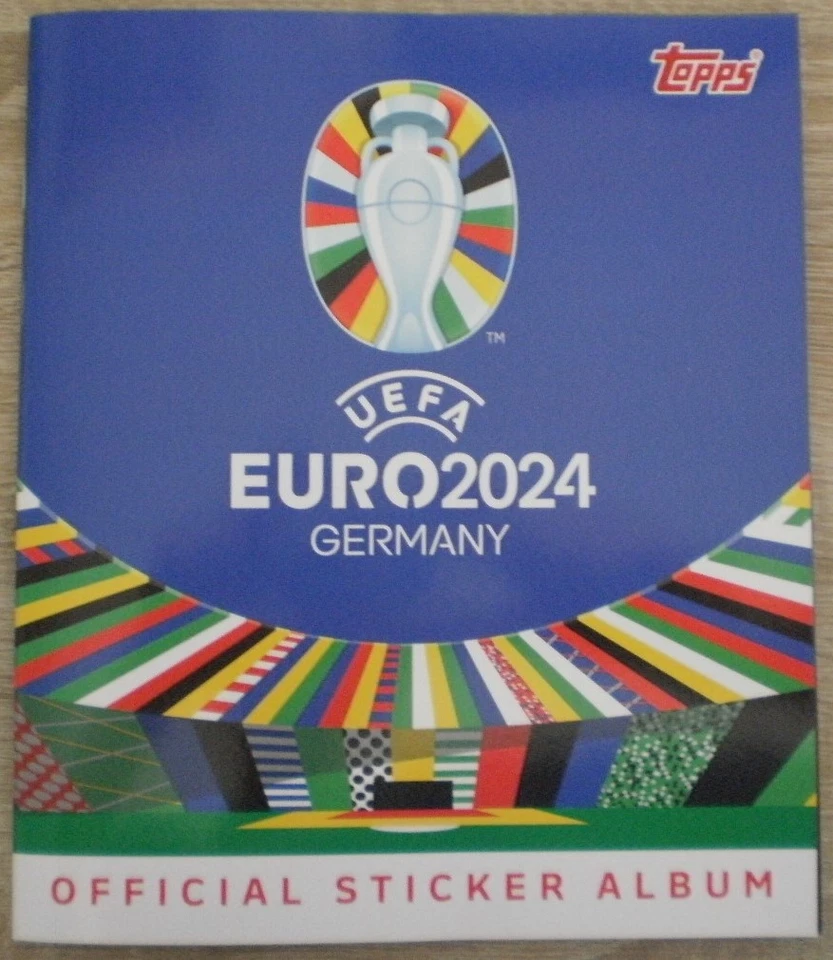 Topps®
TM
UEFA
EURO2024
GERMANY
OFFICIAL STICKER ALBUM